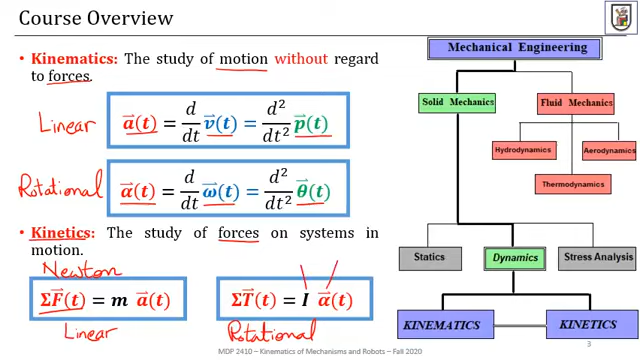 Course Overview
• Kinematics: The study of motion without regard
to forces.
Linear
a⃗(t) = d/dt v⃗(t) = d²/dt² p⃗(t)
Rotational
α⃗(t) = d/dt ω⃗(t) = d²/dt² θ⃗(t)
• Kinetics: The study of forces on systems in
motion.
Newton
ΣF⃗(t) = m a⃗(t)
ΣT⃗(t) = I α⃗(t)
Linear
Rotational
Mechanical Engineering
Solid Mechanics
Fluid Mechanics
Hydrodynamics
Aerodynamics
Thermodynamics
Statics
Dynamics
Stress Analysis
KINEMATICS
KINETICS
MDP 2410 – Kinematics of Mechanisms and Robots – Fall 2020
3